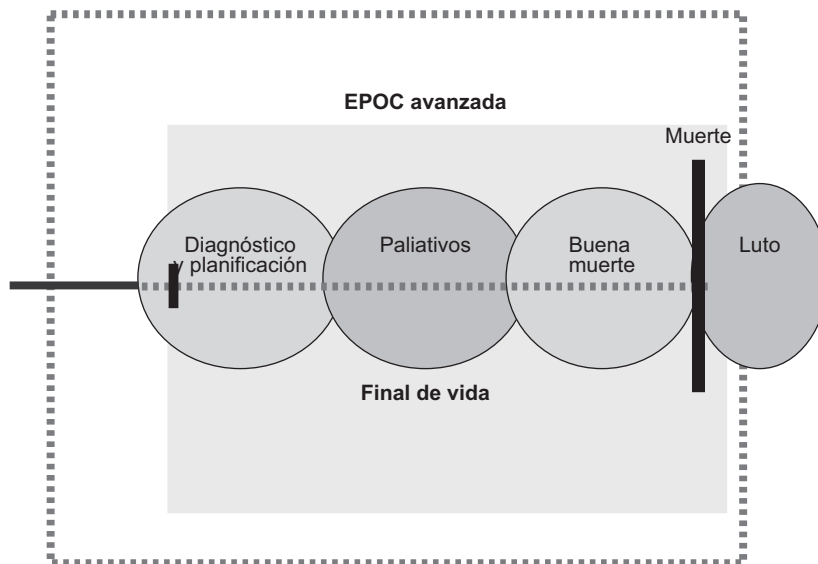 EPOC avanzada
Muerte
Diagnóstico
y planificación
Paliativos
Buena
muerte
Luto
Final de vida